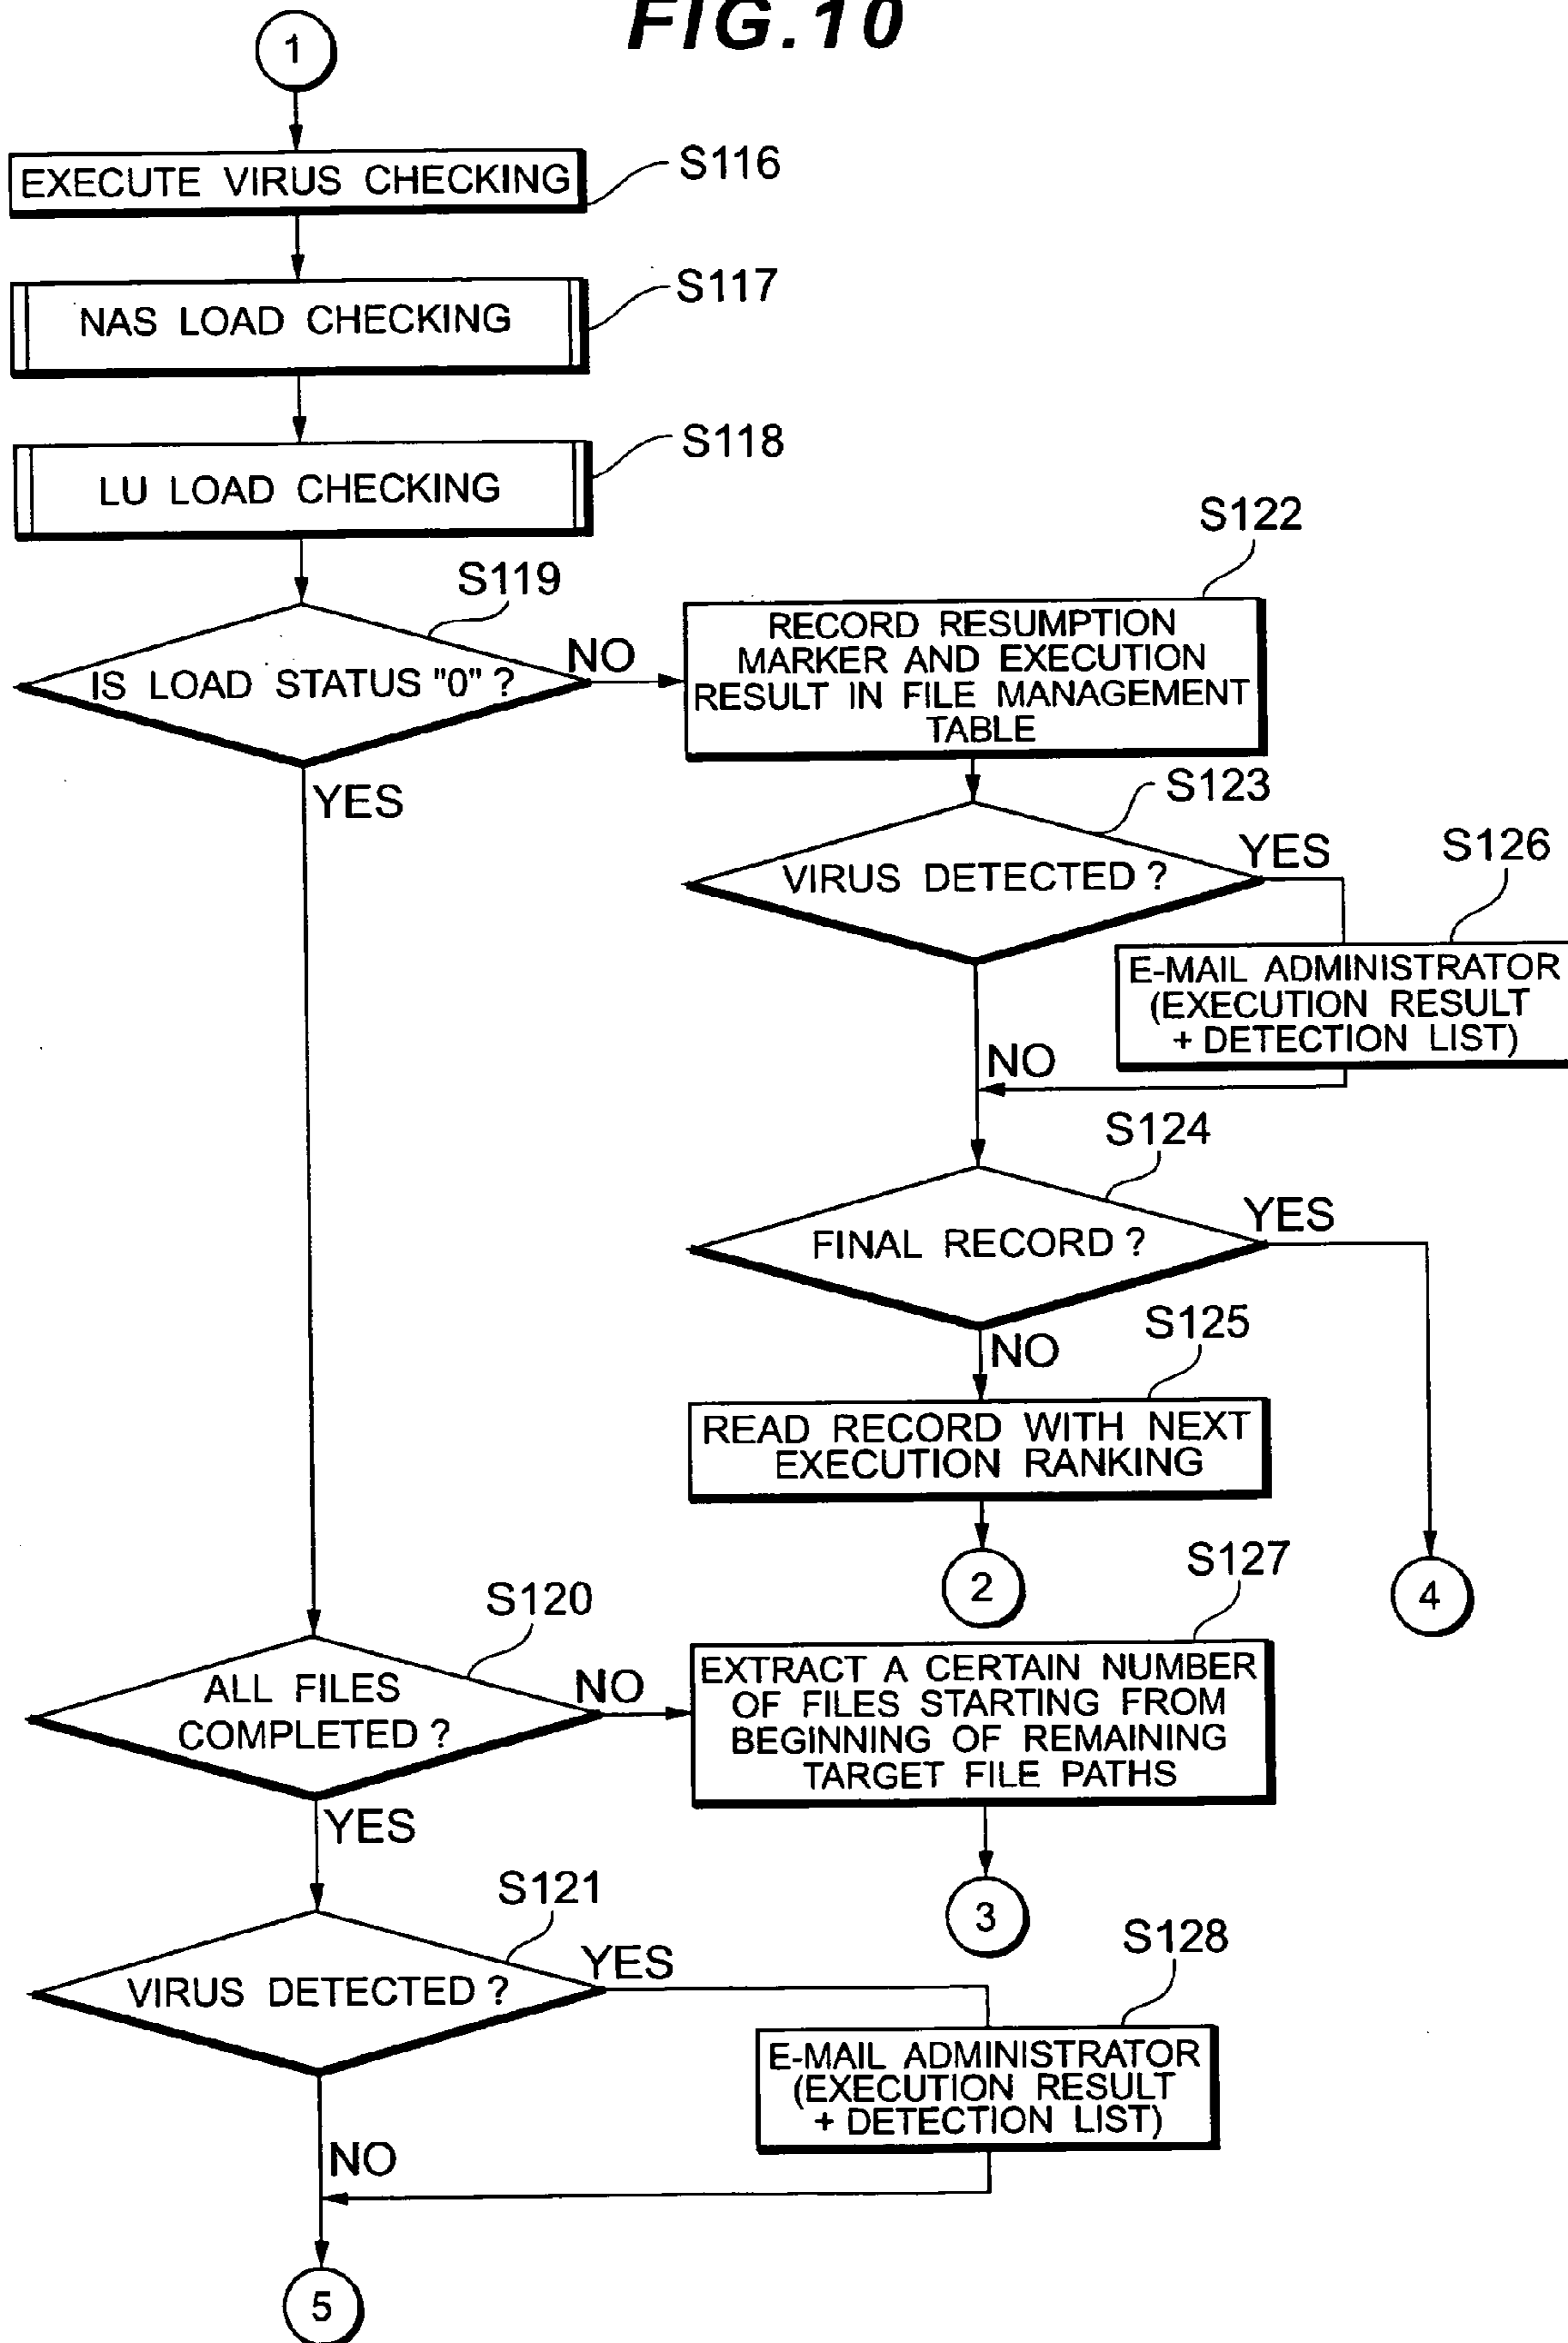 FIG.10
1
EXECUTE VIRUS CHECKING
S116
NAS LOAD CHECKING
S117
LU LOAD CHECKING
S118
S119
IS LOAD STATUS "0" ?
NO
YES
S122
RECORD RESUMPTION
MARKER AND EXECUTION
RESULT IN FILE MANAGEMENT
TABLE
S123
VIRUS DETECTED ?
YES
S126
E-MAIL ADMINISTRATOR
(EXECUTION RESULT
+ DETECTION LIST)
NO
S124
FINAL RECORD ?
YES
NO
S125
READ RECORD WITH NEXT
EXECUTION RANKING
2
4
S120
ALL FILES
COMPLETED ?
NO
YES
S127
EXTRACT A CERTAIN NUMBER
OF FILES STARTING FROM
BEGINNING OF REMAINING
TARGET FILE PATHS
3
S121
VIRUS DETECTED ?
YES
S128
E-MAIL ADMINISTRATOR
(EXECUTION RESULT
+ DETECTION LIST)
NO
5